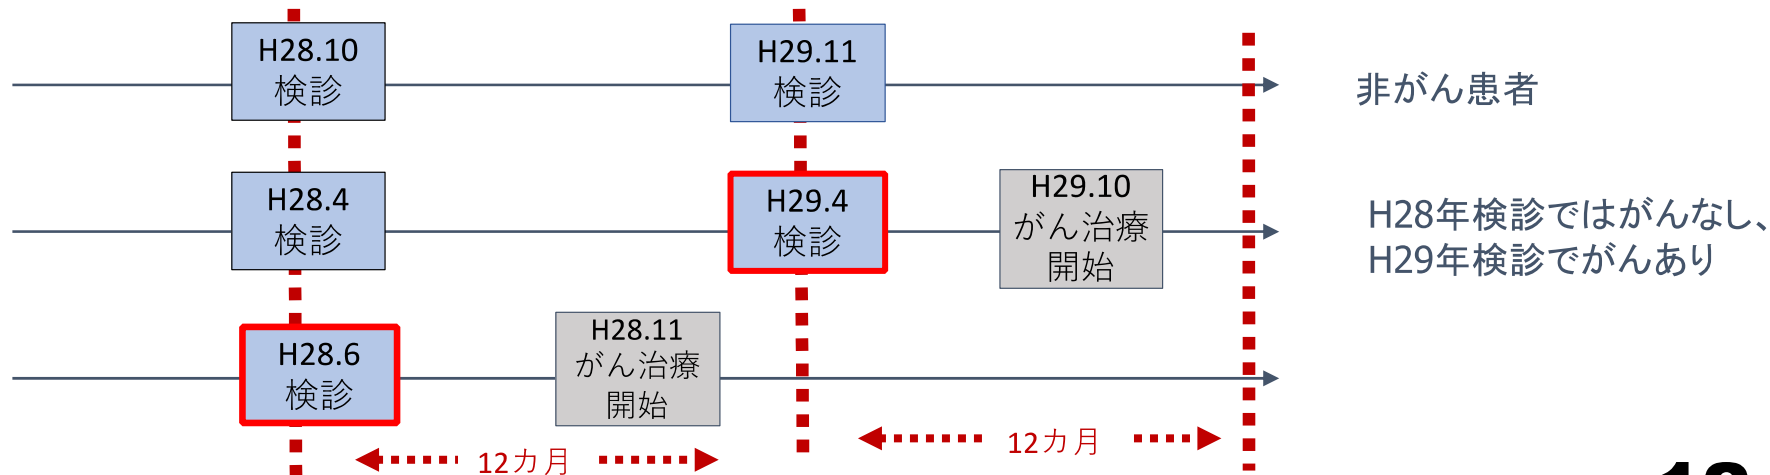 H28.10
検診
H29.11
検診
非がん患者
H28.4
検診
H29.4
検診
H29.10
がん治療
開始
H28年検診ではがんなし、
H29年検診でがんあり
H28.6
検診
H28.11
がん治療
開始
12カ月
12カ月